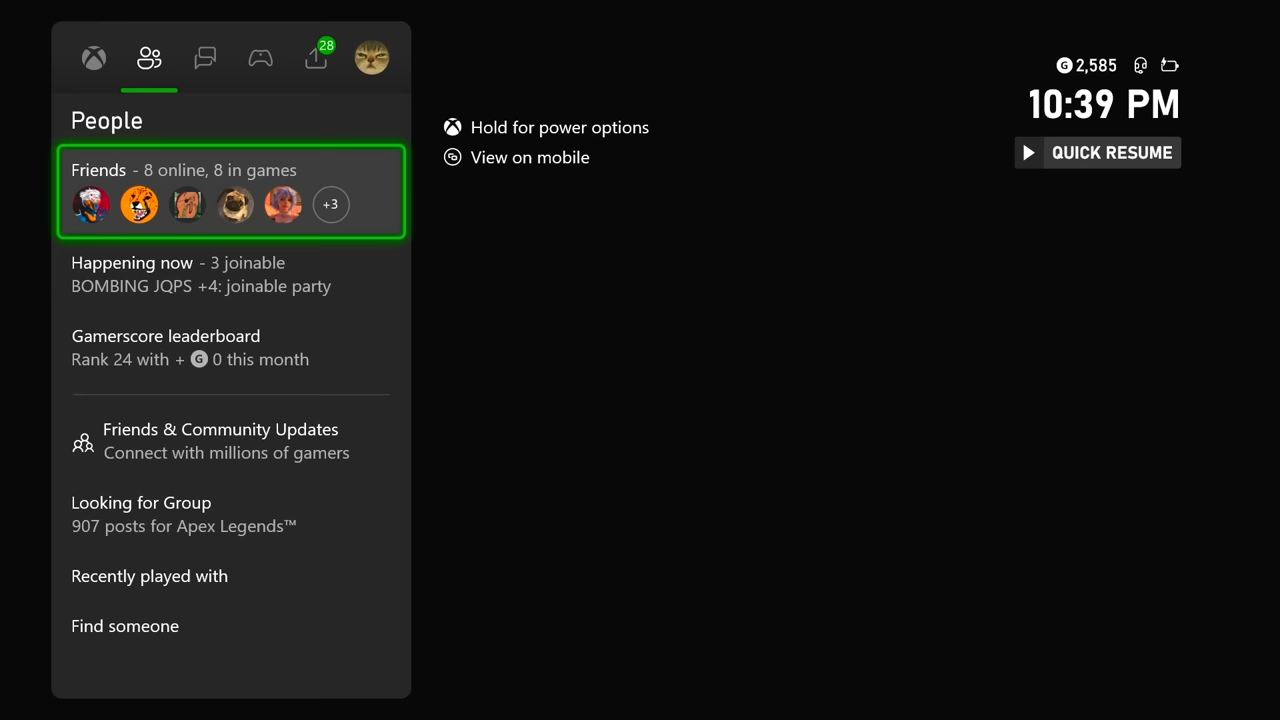 28
People
Friends - 8 online, 8 in games
+3
Happening now - 3 joinable
BOMBING JQPS +4: joinable party
Gamerscore leaderboard
Rank 24 with + G 0 this month
Friends & Community Updates
Connect with millions of gamers
Looking for Group
907 posts for Apex Legends™
Recently played with
Find someone
Hold for power options
View on mobile
G 2,585
10:39 PM
QUICK RESUME